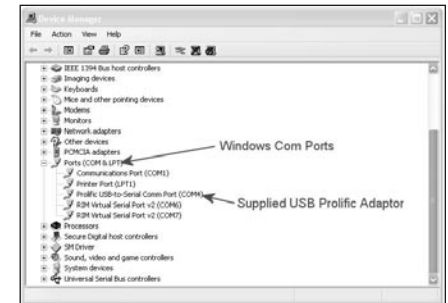 Device Manager
File Action View Help
IEEE 1394 Bus host controllers
Imaging devices
Keyboards
Mice and other pointing devices
Modems
Monitors
Network adapters
Other devices
PCMCIA adapters
Ports (COM & LPT)
Windows Com Ports
Communications Port (COM1)
Printer Port (LPT1)
Prolific USB-to-Serial Comm Port (COM4)
Supplied USB Prolific Adaptor
RIM Virtual Serial Port v2 (COM6)
RIM Virtual Serial Port v2 (COM7)
Processors
Secure Digital host controllers
SM Driver
Sound, video and game controllers
System devices
Universal Serial Bus controllers